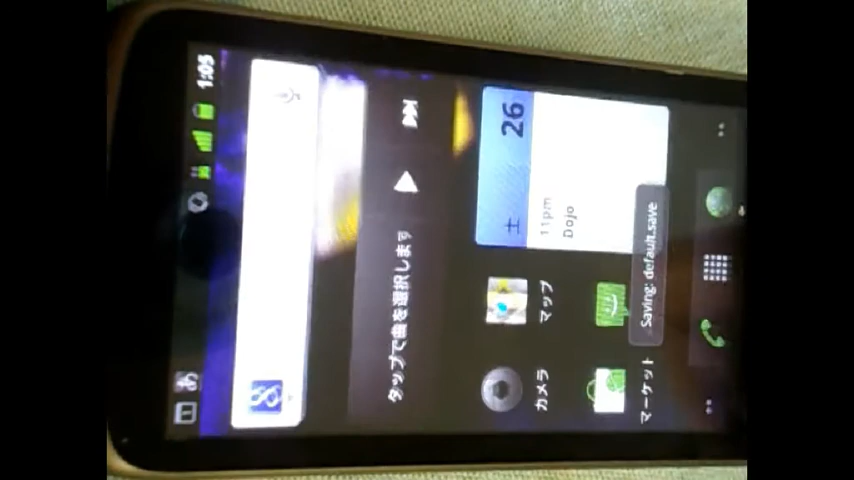 1:05
タップで曲を選択します
土
26
11pm
Dojo
カメラ
マップ
マーケット
Saving: default.save